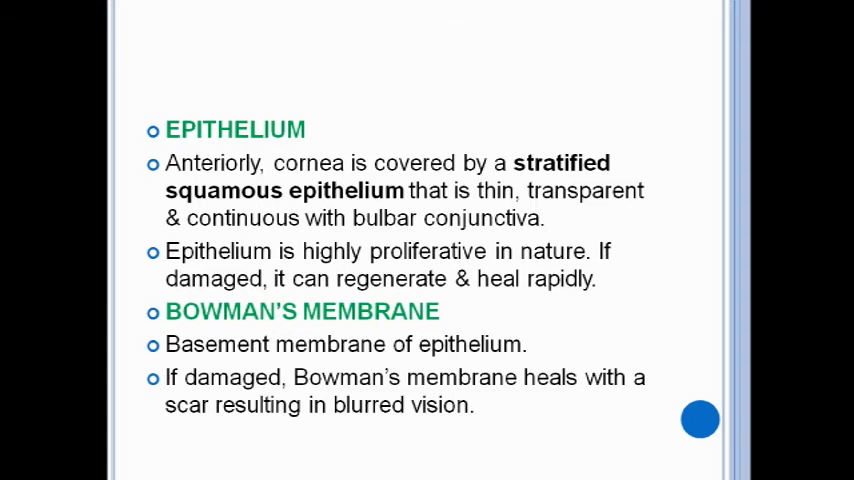 EPITHELIUM
Anteriorly, cornea is covered by a stratified
squamous epithelium that is thin, transparent
& continuous with bulbar conjunctiva.
Epithelium is highly proliferative in nature. If
damaged, it can regenerate & heal rapidly.
BOWMAN'S MEMBRANE
Basement membrane of epithelium.
If damaged, Bowman's membrane heals with a
scar resulting in blurred vision.